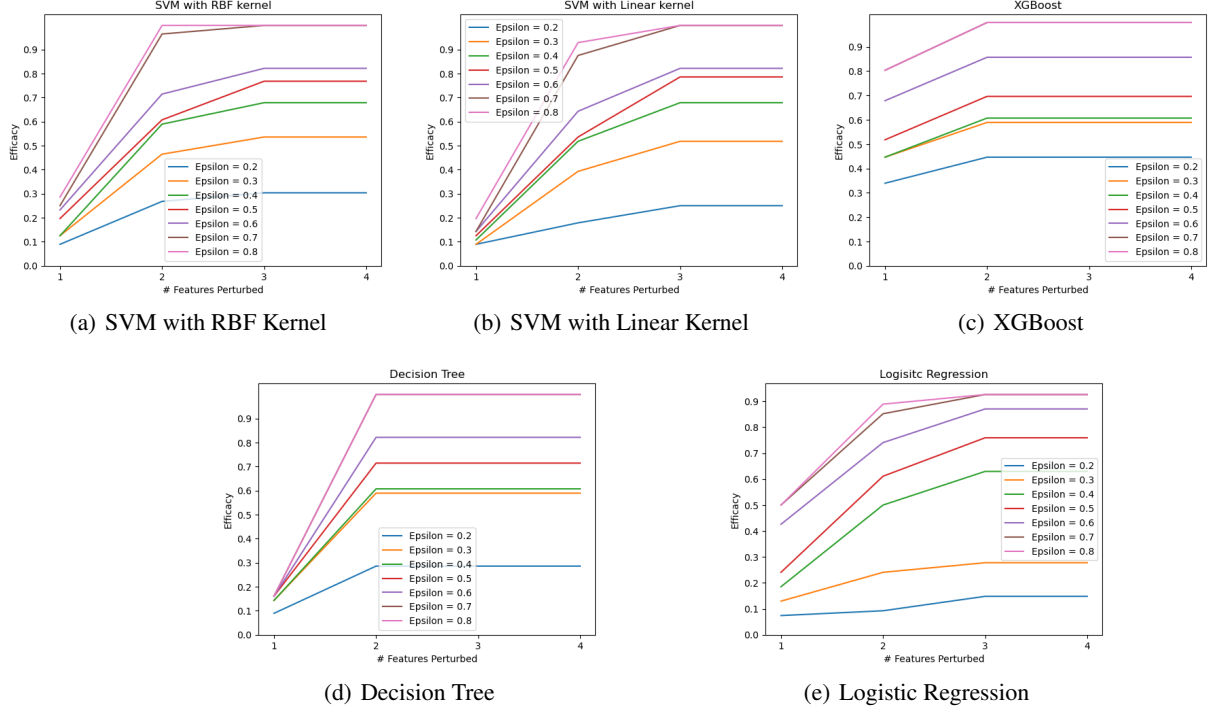 SVM with RBF kernel
Efficacy
0.9
0.8
0.7
0.6
0.5
0.4
0.3
0.2
0.1
0.0
Epsilon = 0.2
Epsilon = 0.3
Epsilon = 0.4
Epsilon = 0.5
Epsilon = 0.6
Epsilon = 0.7
Epsilon = 0.8
1 2 3 4
# Features Perturbed
(a) SVM with RBF Kernel
SVM with Linear kernel
Efficacy
0.9
0.8
0.7
0.6
0.5
0.4
0.3
0.2
0.1
0.0
Epsilon = 0.2
Epsilon = 0.3
Epsilon = 0.4
Epsilon = 0.5
Epsilon = 0.6
Epsilon = 0.7
Epsilon = 0.8
1 2 3 4
# Features Perturbed
(b) SVM with Linear Kernel
XGBoost
Efficacy
0.9
0.8
0.7
0.6
0.5
0.4
0.3
0.2
0.1
0.0
Epsilon = 0.2
Epsilon = 0.3
Epsilon = 0.4
Epsilon = 0.5
Epsilon = 0.6
Epsilon = 0.7
Epsilon = 0.8
1 2 3 4
# Features Perturbed
(c) XGBoost
Decision Tree
Efficacy
0.9
0.8
0.7
0.6
0.5
0.4
0.3
0.2
0.1
0.0
Epsilon = 0.2
Epsilon = 0.3
Epsilon = 0.4
Epsilon = 0.5
Epsilon = 0.6
Epsilon = 0.7
Epsilon = 0.8
1 2 3 4
# Features Perturbed
(d) Decision Tree
Logisitc Regression
Efficacy
0.9
0.8
0.7
0.6
0.5
0.4
0.3
0.2
0.1
0.0
Epsilon = 0.2
Epsilon = 0.3
Epsilon = 0.4
Epsilon = 0.5
Epsilon = 0.6
Epsilon = 0.7
Epsilon = 0.8
1 2 3 4
# Features Perturbed
(e) Logistic Regression